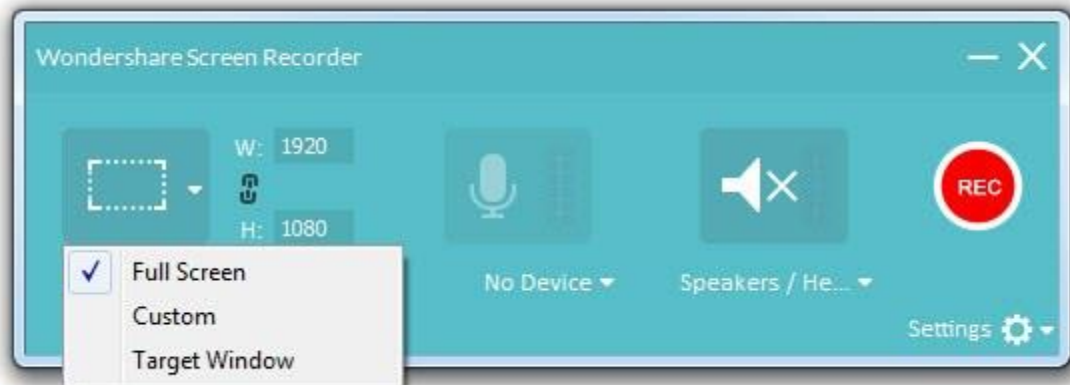 Wondershare Screen Recorder
W: 1920
H: 1080
REC
Full Screen
Custom
Target Window
No Device
Speakers / He...
Settings